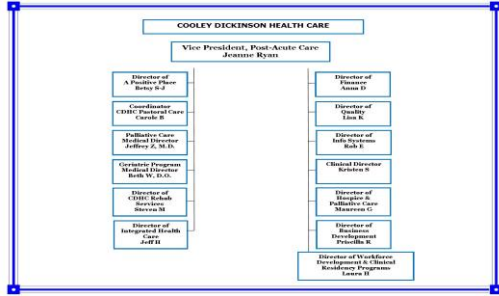 COOLEY DICKINSON HEALTH CARE
Vice President, Post-Acute Care
Jeanne Ryan
Director of
A Positive Place
Betsy S-J
Coordinator
CDHC Pastoral Care
Carole B
Palliative Care
Medical Director
Jeffrey Z, M.D.
Geriatric Program
Medical Director
Beth W, D.O.
Director of
CDHC Rehab
Services
Steven M
Director of
Integrated Health
Care
Jeff H
Director of
Finance
Anna D
Director of
Quality
Lisa K
Director of
Info Systems
Rob E
Clinical Director
Kristen S
Director of
Hospice &
Palliative Care
Maureen G
Director of
Business
Development
Priscilla R
Director of Workforce
Development & Clinical
Residency Programs
Laura H